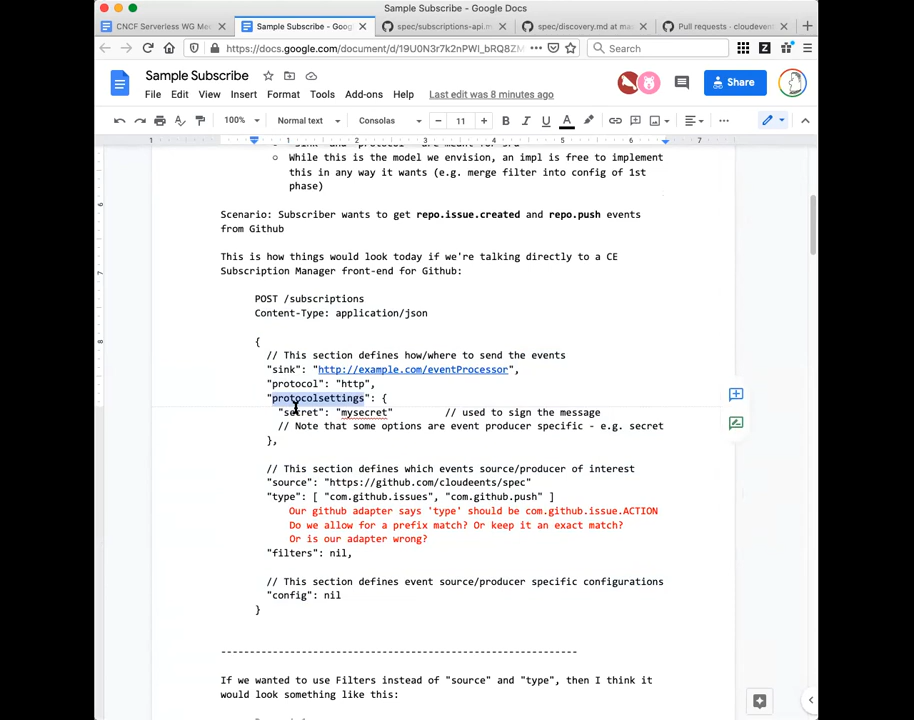 Sample Subscribe - Google Docs
CNCF Serverless WG Me
Sample Subscribe - Goog
spec/subscriptions-api.m
spec/discovery.md at ma
Pull requests · cloudevent
https://docs.google.com/document/d/19U0N3r7k2nPWI_bRQ8ZM
Search
Sample Subscribe
Share
File Edit View Insert Format Tools Add-ons Help Last edit was 8 minutes ago
100% Normal text Consolas 11
1 1 2 3 4 5 6 7
○ While this is the model we envision, an impl is free to implement
this in any way it wants (e.g. merge filter into config of 1st
phase)
Scenario: Subscriber wants to get repo.issue.created and repo.push events
from Github
This is how things would look today if we're talking directly to a CE
Subscription Manager front-end for Github:
POST /subscriptions
Content-Type: application/json
{
// This section defines how/where to send the events
"sink": "http://example.com/eventProcessor",
"protocol": "http",
"protocolsettings": {
"secret": "mysecret" // used to sign the message
// Note that some options are event producer specific - e.g. secret
},
// This section defines which events source/producer of interest
"source": "https://github.com/cloudeents/spec"
"type": [ "com.github.issues", "com.github.push" ]
Our github adapter says 'type' should be com.github.issue.ACTION
Do we allow for a prefix match? Or keep it an exact match?
Or is our adapter wrong?
"filters": nil,
// This section defines event source/producer specific configurations
"config": nil
}
--------------------------------------------------------------
If we wanted to use Filters instead of "source" and "type", then I think it
would look something like this: